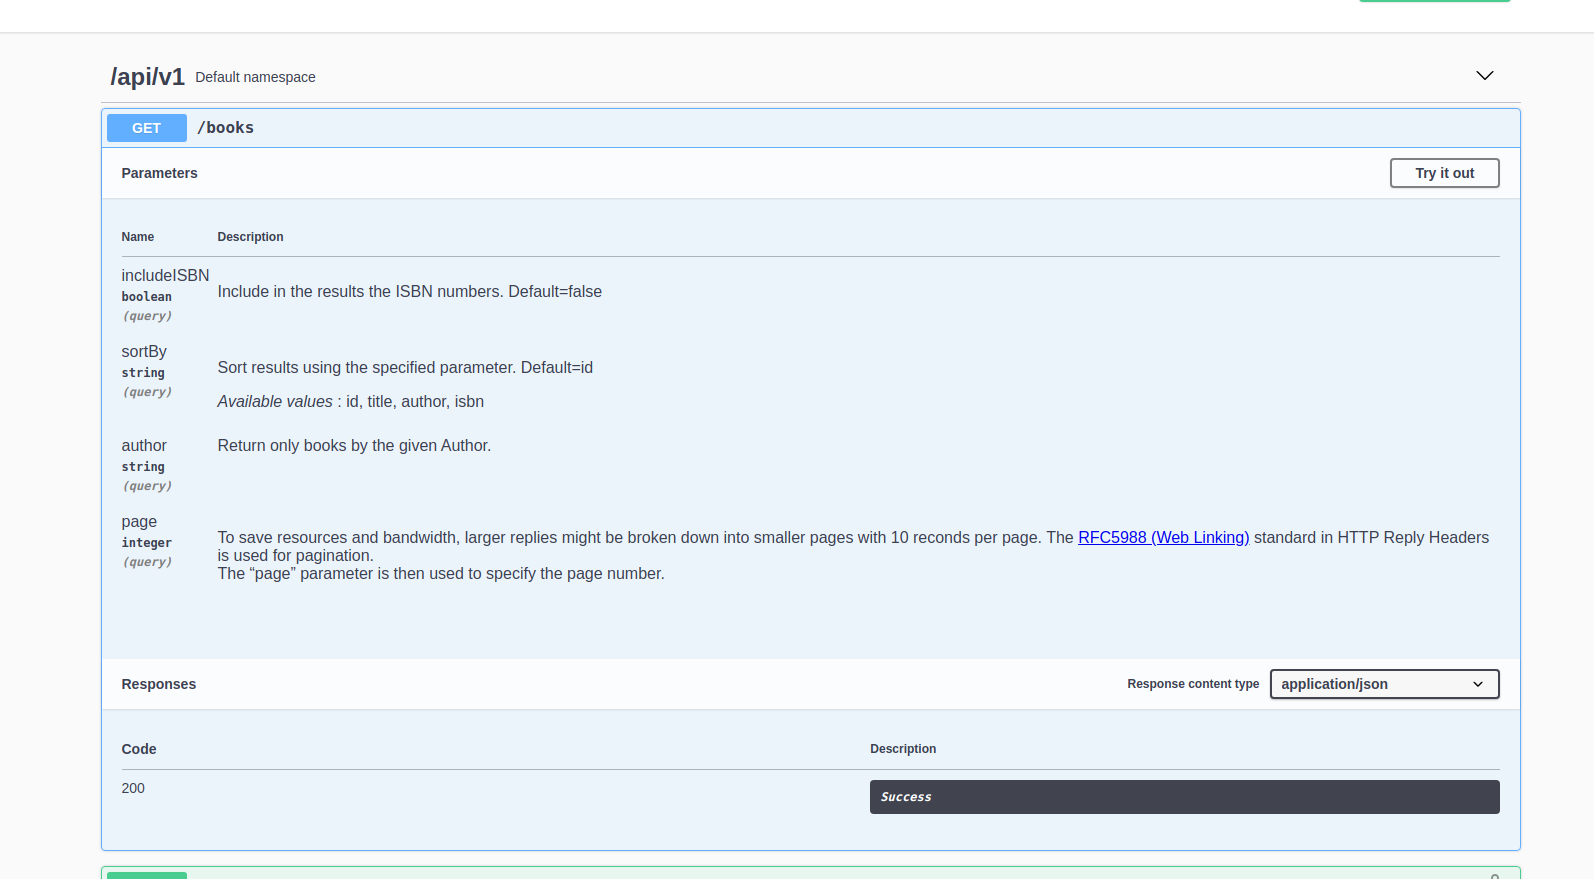 /api/v1 Default namespace
GET /books
Parameters Try it out
Name Description
includeISBN
boolean
(query)
Include in the results the ISBN numbers. Default=false
sortBy
string
(query)
Sort results using the specified parameter. Default=id
Available values : id, title, author, isbn
author
string
(query)
Return only books by the given Author.
page
integer
(query)
To save resources and bandwidth, larger replies might be broken down into smaller pages with 10 reconds per page. The RFC5988 (Web Linking) standard in HTTP Reply Headers
is used for pagination.
The “page” parameter is then used to specify the page number.
Responses Response content type application/json
Code Description
200 Success